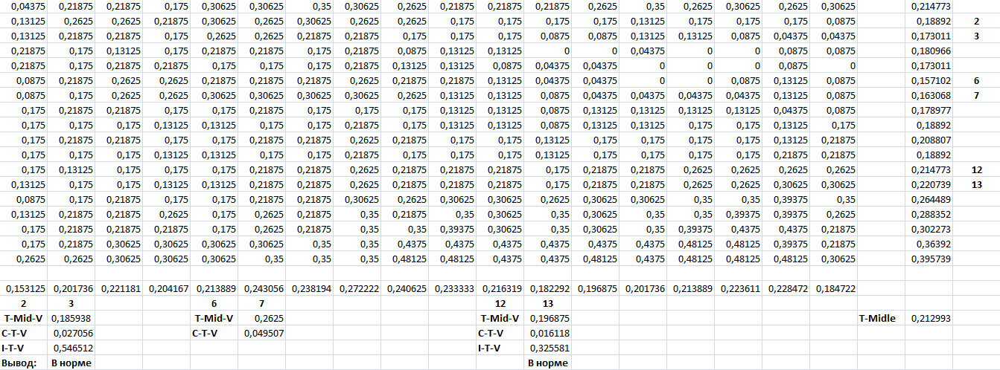 0,04375 0,21875 0,21875 0,175 0,30625 0,30625 0,35 0,30625 0,2625 0,21875 0,21875 0,21875 0,2625 0,35 0,2625 0,30625 0,2625 0,30625 0,214773
0,13125 0,2625 0,2625 0,21875 0,30625 0,2625 0,30625 0,2625 0,2625 0,175 0,175 0,175 0,175 0,13125 0,175 0,175 0,175 0,0875 0,18892 2
0,13125 0,21875 0,21875 0,175 0,2625 0,2625 0,21875 0,21875 0,175 0,175 0,175 0,0875 0,0875 0,13125 0,13125 0,0875 0,04375 0,04375 0,173011 3
0,21875 0,175 0,13125 0,175 0,21875 0,21875 0,175 0,21875 0,0875 0,13125 0,13125 0 0 0,04375 0 0 0,0875 0,0875 0,180966
0,21875 0,175 0,21875 0,21875 0,175 0,175 0,175 0,21875 0,13125 0,13125 0,0875 0,04375 0,04375 0 0 0 0,0875 0 0,173011
0,0875 0,21875 0,2625 0,2625 0,21875 0,21875 0,21875 0,2625 0,21875 0,21875 0,13125 0,04375 0,04375 0 0 0,0875 0,13125 0,0875 0,157102 6
0,0875 0,175 0,2625 0,2625 0,30625 0,30625 0,30625 0,30625 0,2625 0,13125 0,13125 0,0875 0,04375 0,04375 0,04375 0,04375 0,13125 0,0875 0,163068 7
0,175 0,21875 0,21875 0,175 0,175 0,21875 0,175 0,175 0,175 0,13125 0,13125 0,0875 0,13125 0,13125 0,13125 0,13125 0,04375 0,0875 0,178977
0,175 0,175 0,175 0,13125 0,13125 0,175 0,175 0,21875 0,175 0,13125 0,13125 0,0875 0,13125 0,13125 0,175 0,175 0,13125 0,175 0,18892
0,175 0,21875 0,21875 0,175 0,175 0,21875 0,21875 0,2625 0,21875 0,175 0,175 0,13125 0,175 0,175 0,175 0,175 0,13125 0,21875 0,208807
0,175 0,175 0,175 0,13125 0,13125 0,175 0,175 0,21875 0,175 0,175 0,175 0,13125 0,175 0,175 0,175 0,175 0,21875 0,21875 0,18892
0,175 0,13125 0,175 0,175 0,175 0,21875 0,21875 0,2625 0,21875 0,21875 0,21875 0,175 0,21875 0,21875 0,2625 0,2625 0,2625 0,2625 0,214773 12
0,13125 0,175 0,175 0,13125 0,13125 0,21875 0,21875 0,2625 0,21875 0,21875 0,21875 0,175 0,21875 0,21875 0,2625 0,2625 0,30625 0,30625 0,220739 13
0,0875 0,175 0,21875 0,175 0,175 0,21875 0,21875 0,30625 0,2625 0,30625 0,30625 0,2625 0,30625 0,30625 0,35 0,35 0,39375 0,35 0,264489
0,13125 0,21875 0,21875 0,2625 0,175 0,2625 0,21875 0,35 0,21875 0,35 0,30625 0,35 0,30625 0,35 0,35 0,39375 0,39375 0,2625 0,288352
0,175 0,21875 0,21875 0,21875 0,175 0,2625 0,21875 0,35 0,35 0,39375 0,30625 0,35 0,30625 0,35 0,39375 0,4375 0,4375 0,21875 0,302273
0,175 0,21875 0,30625 0,30625 0,30625 0,30625 0,35 0,35 0,4375 0,4375 0,4375 0,4375 0,4375 0,4375 0,48125 0,48125 0,39375 0,21875 0,36392
0,2625 0,2625 0,30625 0,30625 0,30625 0,35 0,35 0,35 0,48125 0,48125 0,4375 0,4375 0,4375 0,48125 0,48125 0,48125 0,48125 0,30625 0,395739
0,153125 0,201736 0,221181 0,204167 0,213889 0,243056 0,238194 0,272222 0,240625 0,233333 0,216319 0,182292 0,196875 0,201736 0,213889 0,223611 0,228472 0,184722
2 3 6 7 12 13
T-Mid-V 0,185938 T-Mid-V 0,2625 T-Mid-V 0,196875 T-Midle 0,212993
C-T-V 0,027056 C-T-V 0,049507 C-T-V 0,016118
I-T-V 0,546512 I-T-V 0,325581
Вывод: В норме В норме